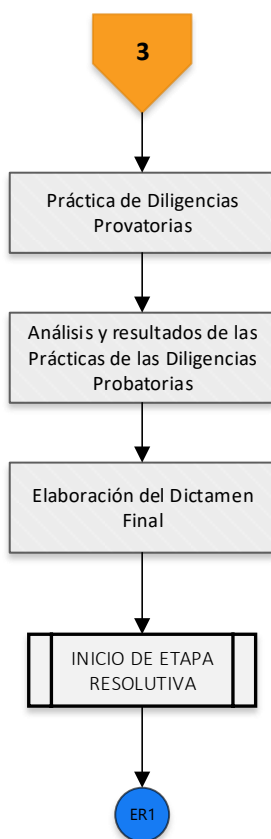 3
Práctica de Diligencias
Provatorias
Análisis y resultados de las
Prácticas de las Diligencias
Probatorias
Elaboración del Dictamen
Final
INICIO DE ETAPA
RESOLUTIVA
ER1